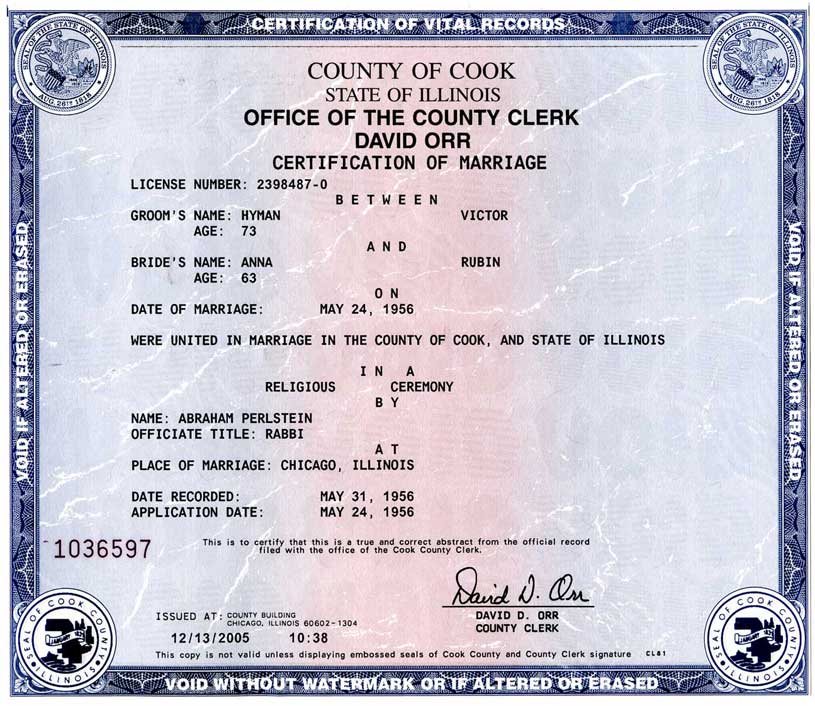 CERTIFICATION OF VITAL RECORDS
SEAL OF THE STATE OF ILLINOIS
AUG. 26TH 1818
SEAL OF THE STATE OF ILLINOIS
AUG. 26TH 1818
COUNTY OF COOK
STATE OF ILLINOIS
OFFICE OF THE COUNTY CLERK
DAVID ORR
CERTIFICATION OF MARRIAGE
LICENSE NUMBER: 2398487-0
B E T W E E N
GROOM'S NAME: HYMAN VICTOR
AGE: 73
A N D
BRIDE'S NAME: ANNA RUBIN
AGE: 63
O N
DATE OF MARRIAGE: MAY 24, 1956
WERE UNITED IN MARRIAGE IN THE COUNTY OF COOK, AND STATE OF ILLINOIS
I N A
RELIGIOUS CEREMONY
B Y
NAME: ABRAHAM PERLSTEIN
OFFICIATE TITLE: RABBI
A T
PLACE OF MARRIAGE: CHICAGO, ILLINOIS
DATE RECORDED: MAY 31, 1956
APPLICATION DATE: MAY 24, 1956
1036597
This is to certify that this is a true and correct abstract from the official record
filed with the office of the Cook County Clerk.
David D. Orr
DAVID D. ORR
COUNTY CLERK
ISSUED AT: COUNTY BUILDING
CHICAGO, ILLINOIS 60602-1304
12/13/2005 10:38
This copy is not valid unless displaying embossed seals of Cook County and County Clerk signature CL81
VOID IF ALTERED OR ERASED
VOID IF ALTERED OR ERASED
SEAL OF COOK COUNTY
ILLINOIS
SEAL OF COOK COUNTY
ILLINOIS
VOID WITHOUT WATERMARK OR IF ALTERED OR ERASED